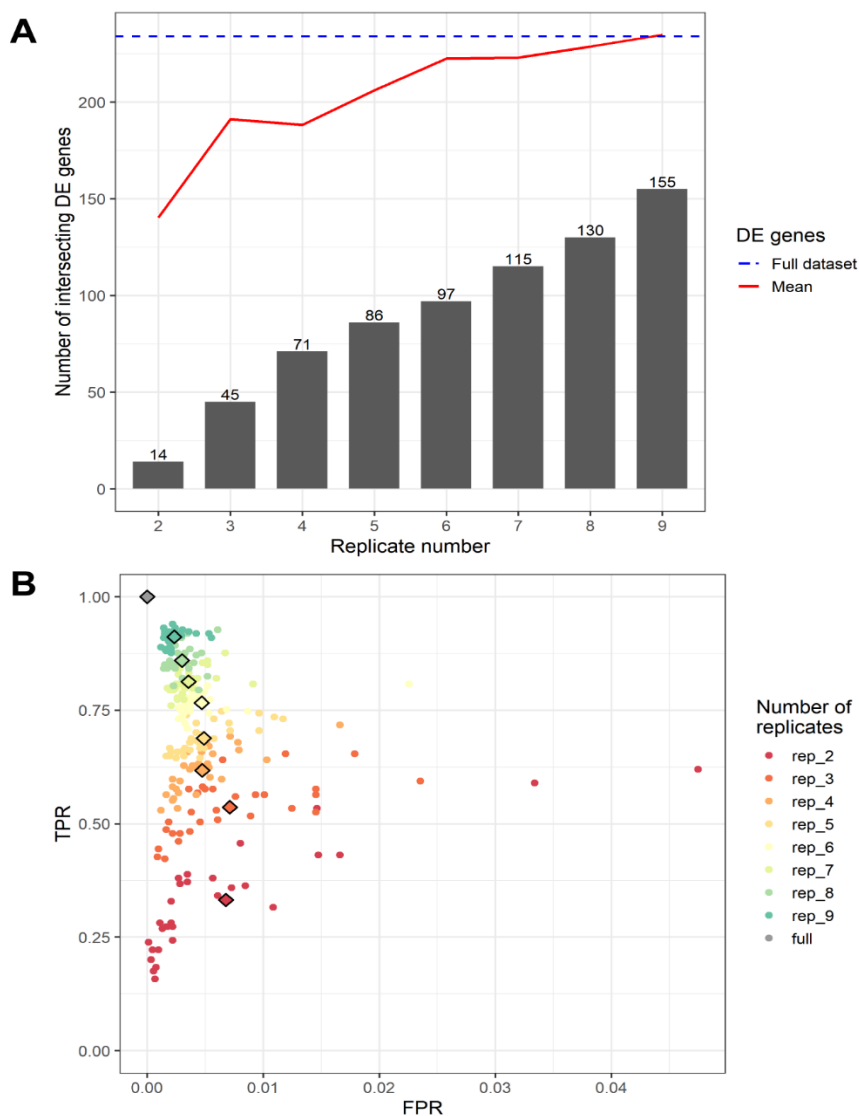 A
Number of intersecting DE genes
200
150
100
50
0
14
45
71
86
97
115
130
155
2 3 4 5 6 7 8 9
Replicate number
DE genes
Full dataset
Mean
B
TPR
1.00
0.75
0.50
0.25
0.00
0.00 0.01 0.02 0.03 0.04
FPR
Number of
replicates
rep_2
rep_3
rep_4
rep_5
rep_6
rep_7
rep_8
rep_9
full